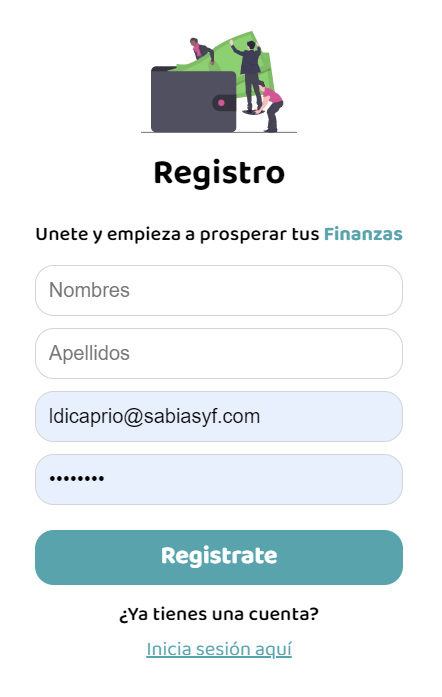 Registro
Unete y empieza a prosperar tus Finanzas
Nombres
Apellidos
ldicaprio@sabiasyf.com
••••••••
Registrate
¿Ya tienes una cuenta?
Inicia sesión aquí